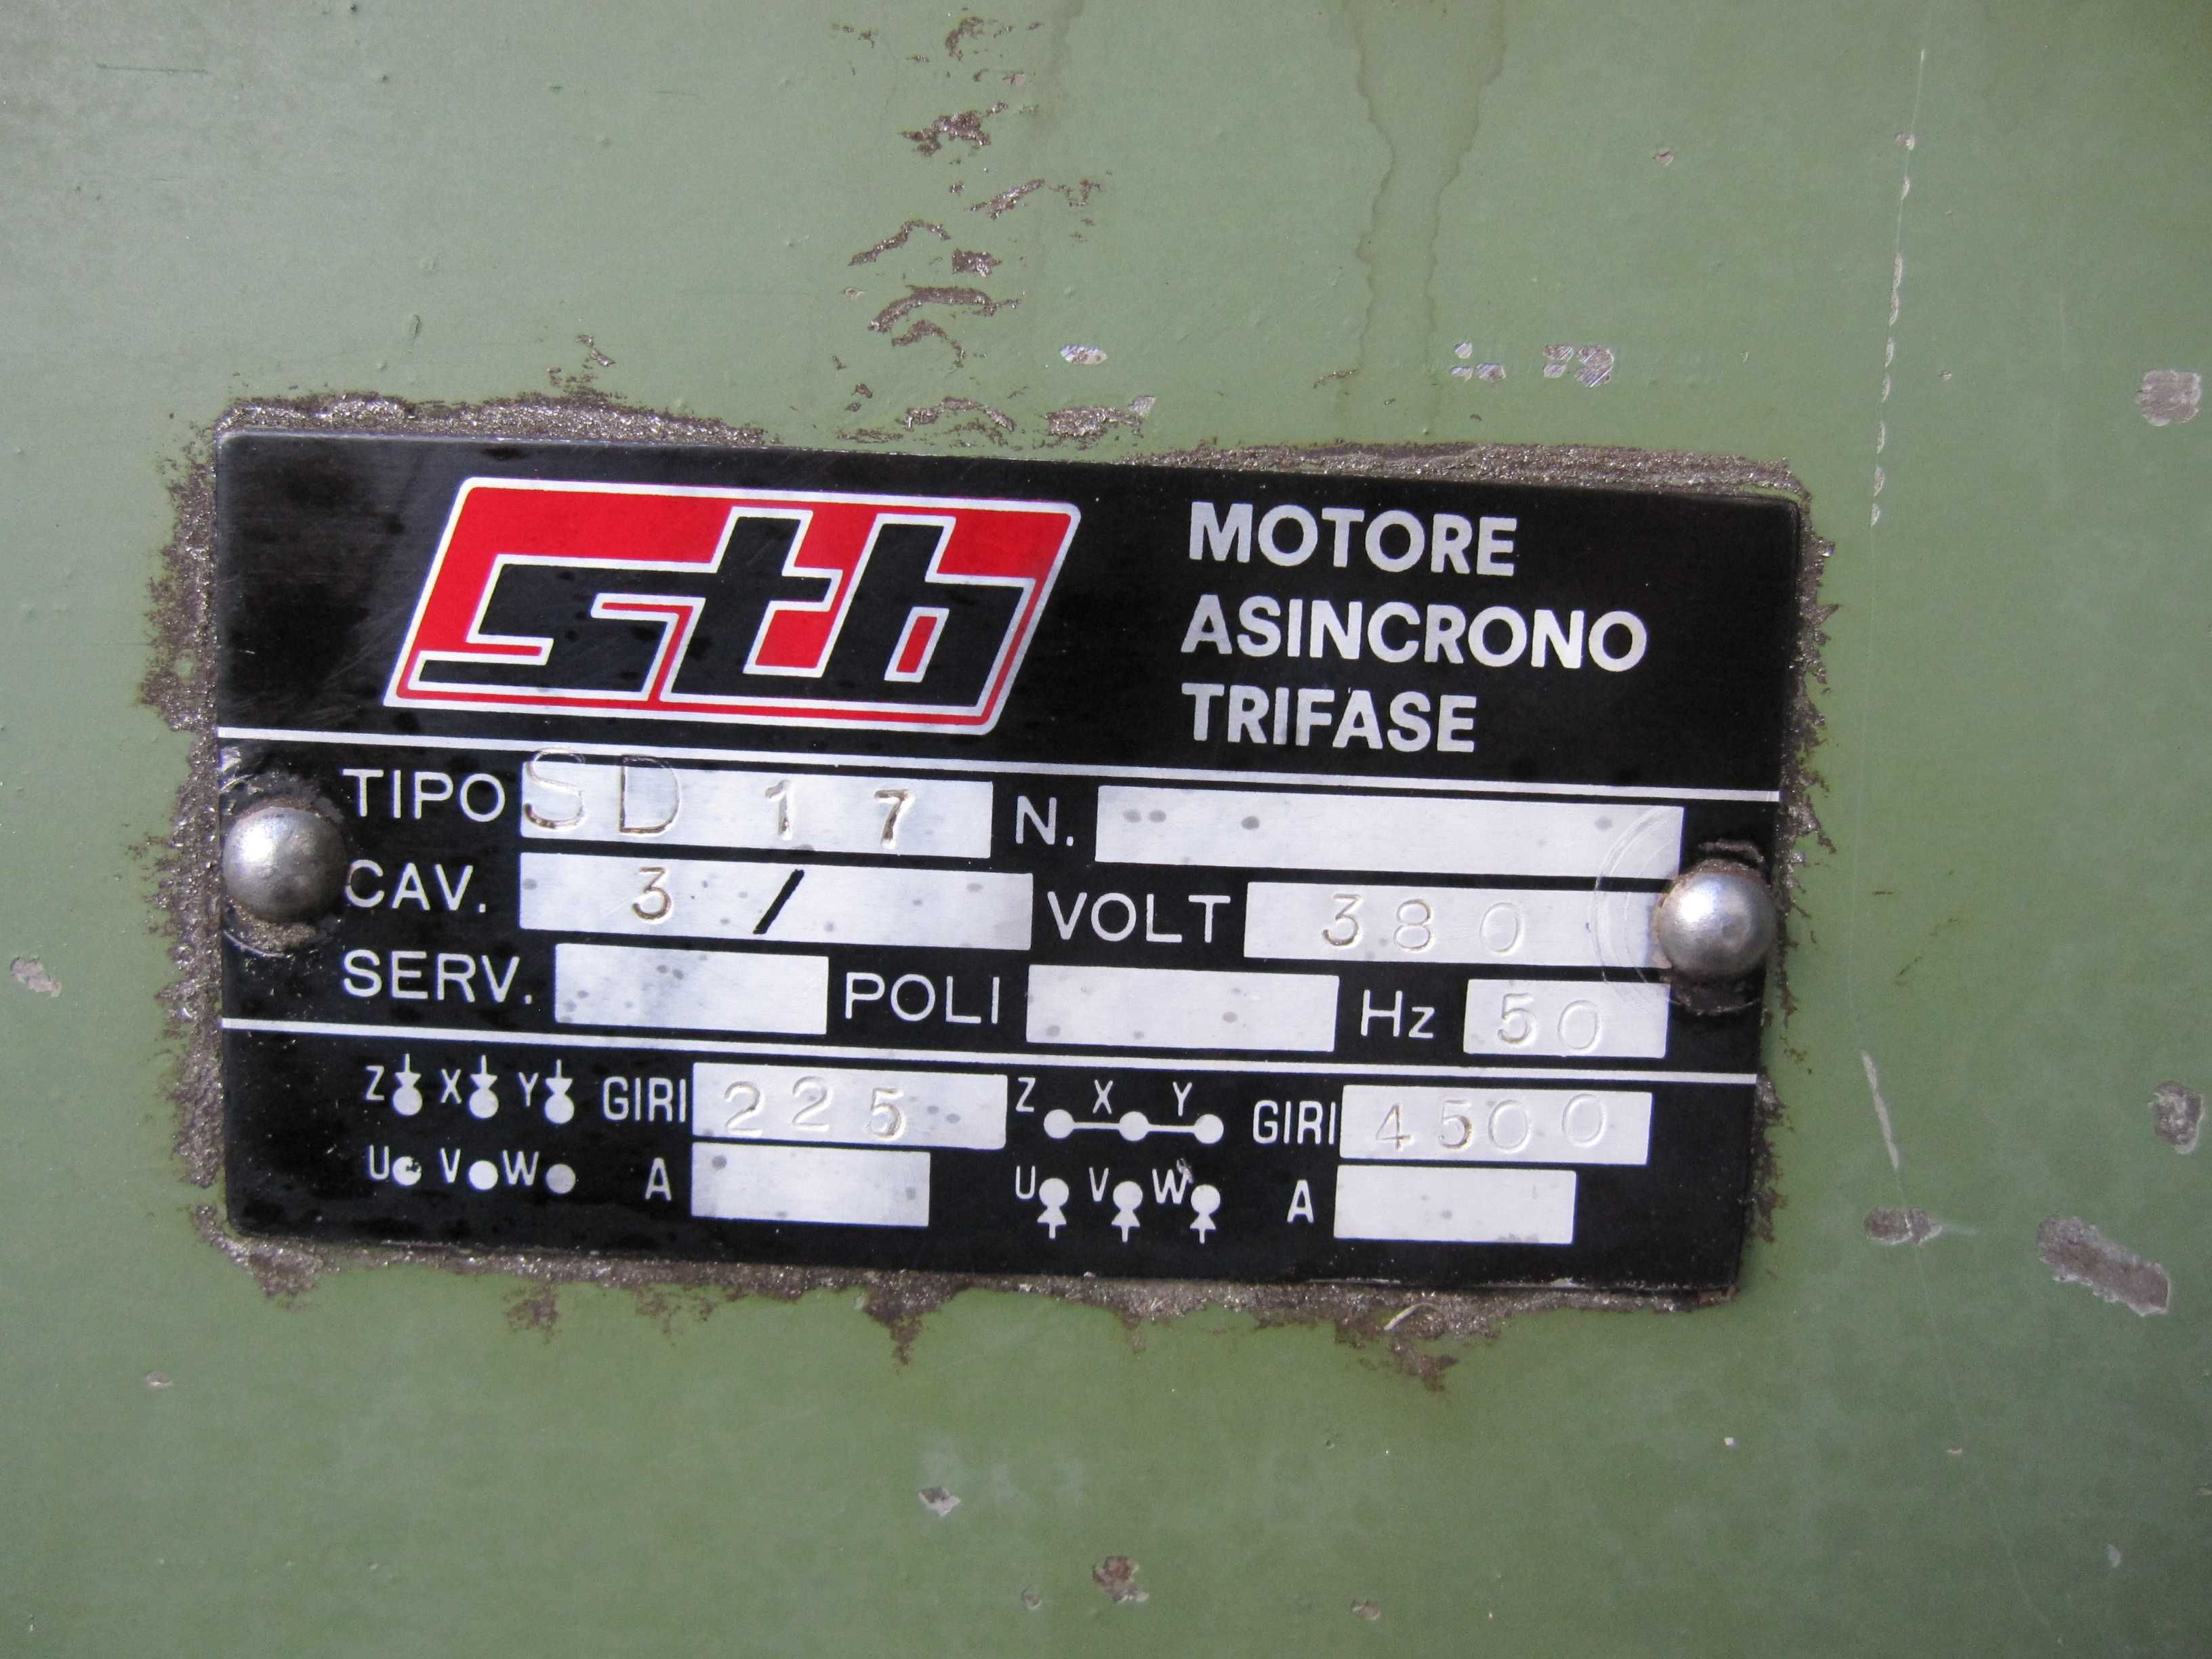 stb
MOTORE
ASINCRONO
TRIFASE
TIPO SD 17 N.
CAV. 3 / VOLT 380
SERV. POLI Hz 50
Z X Y GIRI 225 Z X Y GIRI 4500
U V W A U V W A